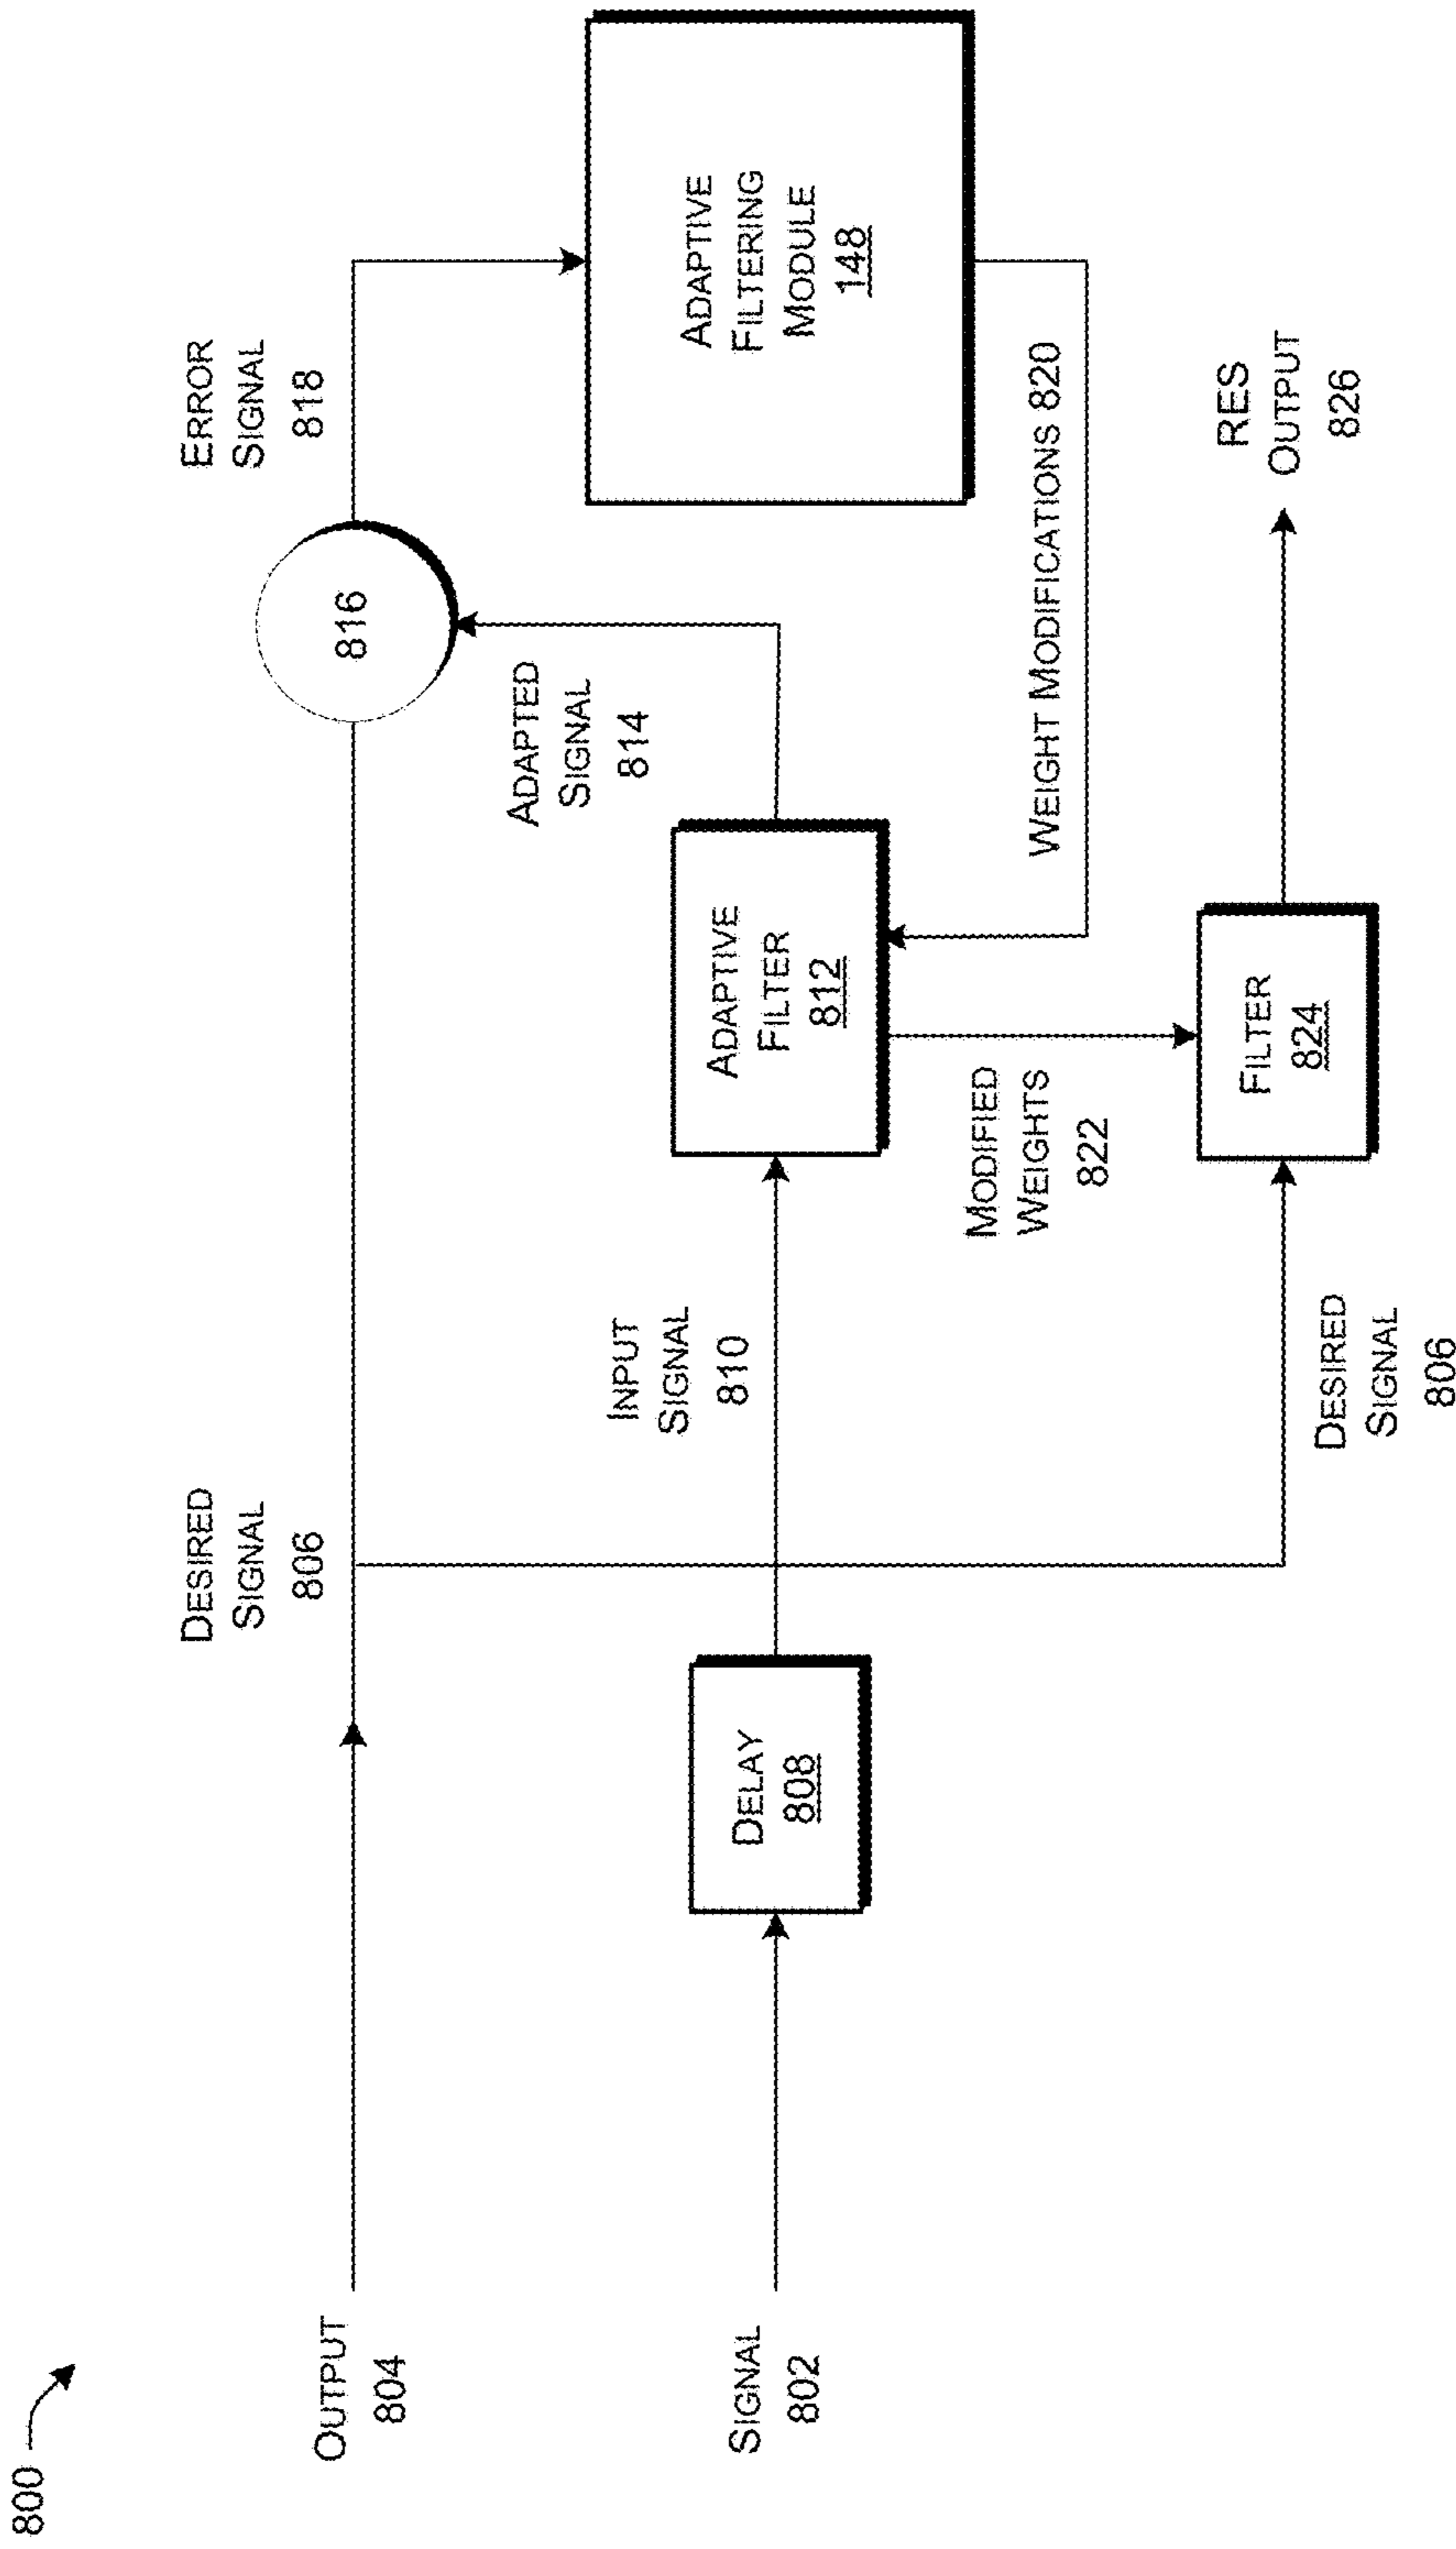 800
OUTPUT
804
DESIRED
SIGNAL
806
816
ERROR
SIGNAL
818
SIGNAL
802
DELAY
808
INPUT
SIGNAL
810
ADAPTIVE
FILTER
812
ADAPTED
SIGNAL
814
ADAPTIVE
FILTERING
MODULE
148
WEIGHT MODIFICATIONS 820
MODIFIED
WEIGHTS
822
DESIRED
SIGNAL
806
FILTER
824
RES
OUTPUT
826